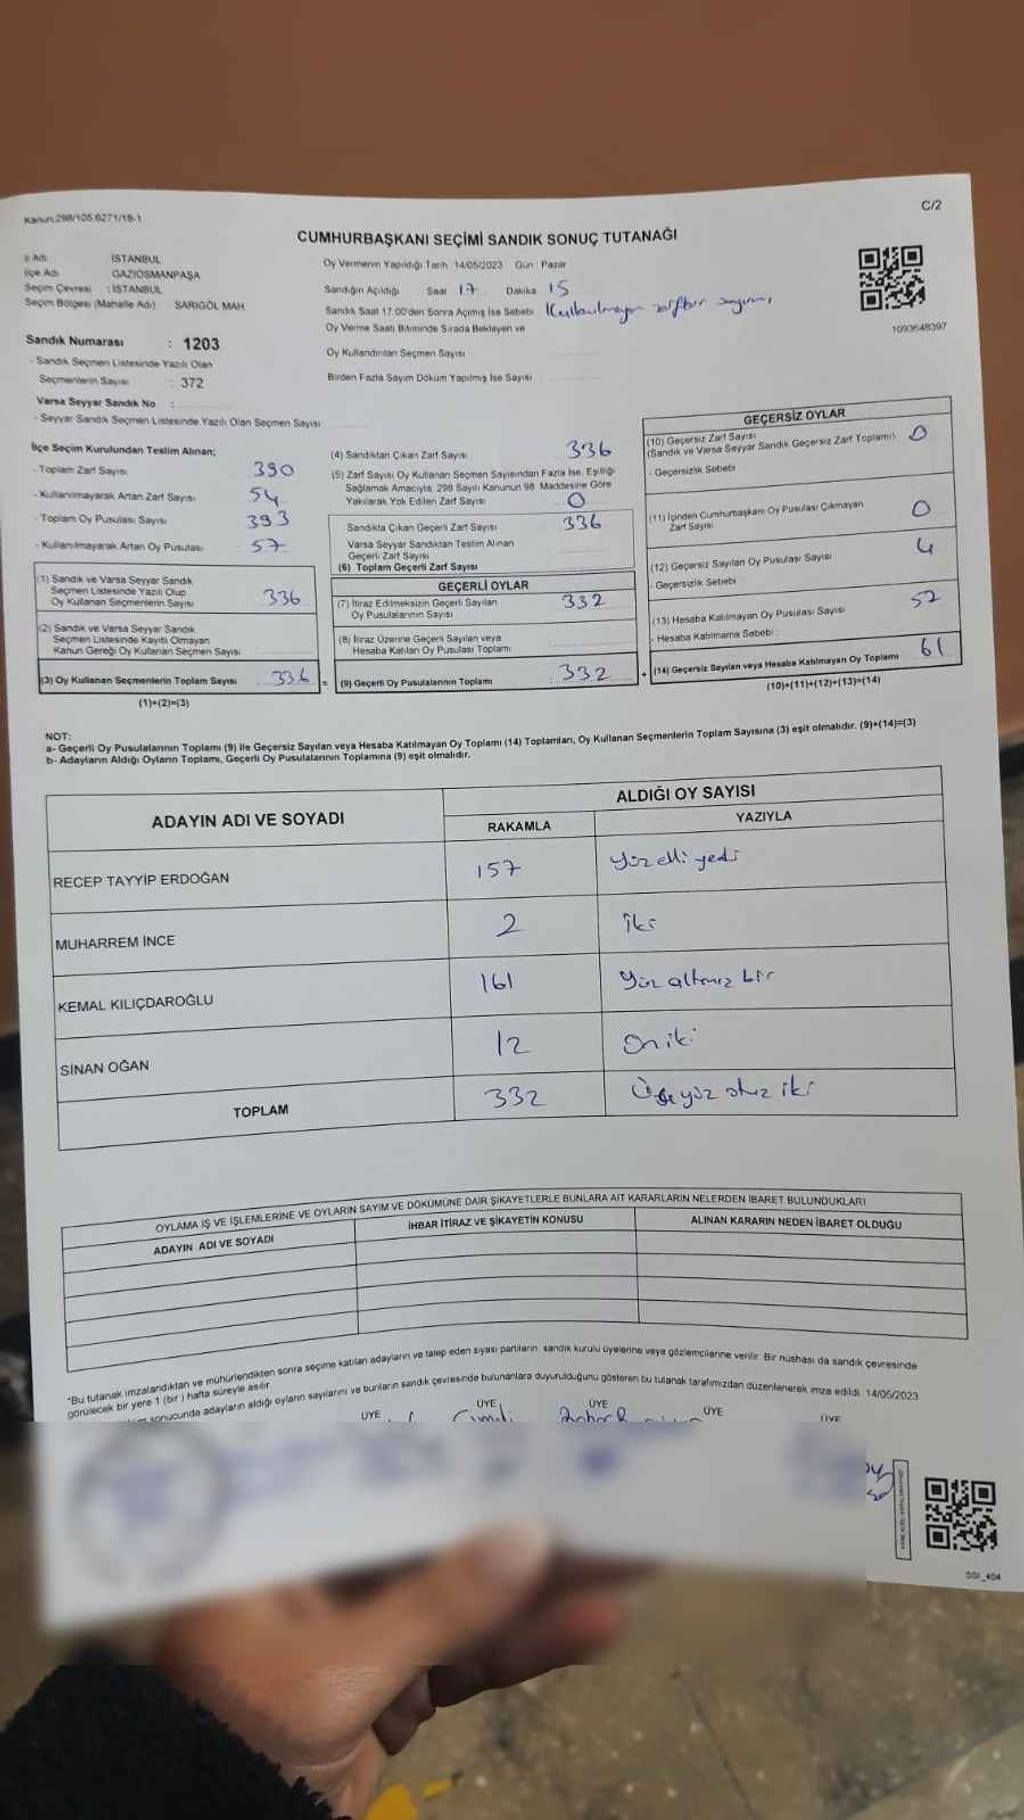 Kanun:298/105,6271/18-1
C/2
CUMHURBAŞKANI SEÇİMİ SANDIK SONUÇ TUTANAĞI
İl Adı İSTANBUL
İlçe Adı GAZİOSMANPAŞA
Seçim Çevresi : İSTANBUL
Seçim Bölgesi (Mahalle Adı) SARIGÖL MAH
Sandık Numarası : 1203
- Sandık Seçmen Listesinde Yazılı Olan
Seçmenlerin Sayısı : 372
Varsa Seyyar Sandık No :
- Seyyar Sandık Seçmen Listesinde Yazılı Olan Seçmen Sayısı
Oy Vermenin Yapıldığı Tarih : 14/05/2023 Gün : Pazar
Sandığın Açıldığı Saat 17 Dakika 15
Sandık Saat 17:00'den Sonra Açılmış İse Sebebi Kullanılmayan zarfların sayımı
Oy Verme Saati Bitiminde Sırada Bekleyen ve
Oy Kullandırılan Seçmen Sayısı
Birden Fazla Sayım Döküm Yapılmış İse Sayısı
1093648397
İlçe Seçim Kurulundan Teslim Alınan;
- Toplam Zarf Sayısı 390
- Kullanılmayarak Artan Zarf Sayısı 54
- Toplam Oy Pusulası Sayısı 393
- Kullanılmayarak Artan Oy Pusulası 57
(1) Sandık ve Varsa Seyyar Sandık
Seçmen Listesinde Yazılı Olup
Oy Kullanan Seçmenlerin Sayısı 336
(2) Sandık ve Varsa Seyyar Sandık
Seçmen Listesinde Kayıtlı Olmayan
Kanun Gereği Oy Kullanan Seçmen Sayısı
(3) Oy Kullanan Seçmenlerin Toplam Sayısı 336 =
(1)+(2)=(3)
(4) Sandıktan Çıkan Zarf Sayısı 336
(5) Zarf Sayısı Oy Kullanan Seçmen Sayısından Fazla İse, Eşitliği
Sağlamak Amacıyla, 298 Sayılı Kanunun 98. Maddesine Göre
Yakılarak Yok Edilen Zarf Sayısı 0
Sandıkta Çıkan Geçerli Zarf Sayısı 336
Varsa Seyyar Sandıktan Teslim Alınan
Geçerli Zarf Sayısı
(6) Toplam Geçerli Zarf Sayısı
GEÇERLİ OYLAR
(7) İtiraz Edilmeksizin Geçerli Sayılan 332
Oy Pusulalarının Sayısı
(8) İtiraz Üzerine Geçerli Sayılan veya
Hesaba Katılan Oy Pusulası Toplamı
(9) Geçerli Oy Pusulalarının Toplamı : 332 +
GEÇERSİZ OYLAR
(10) Geçersiz Zarf Sayısı 0
(Sandık ve Varsa Seyyar Sandık Geçersiz Zarf Toplamı)
- Geçersizlik Sebebi
(11) İçinden Cumhurbaşkanı Oy Pusulası Çıkmayan 0
Zarf Sayısı
(12) Geçersiz Sayılan Oy Pusulası Sayısı 4
- Geçersizlik Sebebi
(13) Hesaba Katılmayan Oy Pusulası Sayısı 57
- Hesaba Katılmama Sebebi :
(14) Geçersiz Sayılan veya Hesaba Katılmayan Oy Toplamı 61
(10)+(11)+(12)+(13)=(14)
NOT:
a- Geçerli Oy Pusulalarının Toplamı (9) ile Geçersiz Sayılan veya Hesaba Katılmayan Oy Toplamı (14) Toplamları, Oy Kullanan Seçmenlerin Toplam Sayısına (3) eşit olmalıdır. (9)+(14)=(3)
b- Adayların Aldığı Oyların Toplamı, Geçerli Oy Pusulalarının Toplamına (9) eşit olmalıdır.
ADAYIN ADI VE SOYADI
ALDIĞI OY SAYISI
RAKAMLA YAZIYLA
RECEP TAYYİP ERDOĞAN 157 Yüz elli yedi
MUHARREM İNCE 2 İki
KEMAL KILIÇDAROĞLU 161 Yüz altmış bir
SİNAN OĞAN 12 On iki
TOPLAM 332 Üçyüz otuz iki
OYLAMA İŞ VE İŞLEMLERİNE VE OYLARIN SAYIM VE DÖKÜMÜNE DAİR ŞİKAYETLERLE BUNLARA AİT KARARLARIN NELERDEN İBARET BULUNDUKLARI
ADAYIN ADI VE SOYADI İHBAR İTİRAZ VE ŞİKAYETİN KONUSU ALINAN KARARIN NEDEN İBARET OLDUĞU
*Bu tutanak imzalandıktan ve mühürlendikten sonra seçime katılan adayların ve talep eden siyasi partilerin sandık kurulu üyelerine veya gözlemcilerine verilir. Bir nüshası da sandık çevresinde
görülecek bir yere 1 (bir) hafta süreyle asılır.
sonucunda adayların aldığı oyların sayılarını ve bunların sandık çevresinde bulunanlara duyurulduğunu gösteren bu tutanak tarafımızdan düzenlenerek imza edildi. 14/05/2023
ÜYE ÜYE ÜYE ÜYE ÜYE